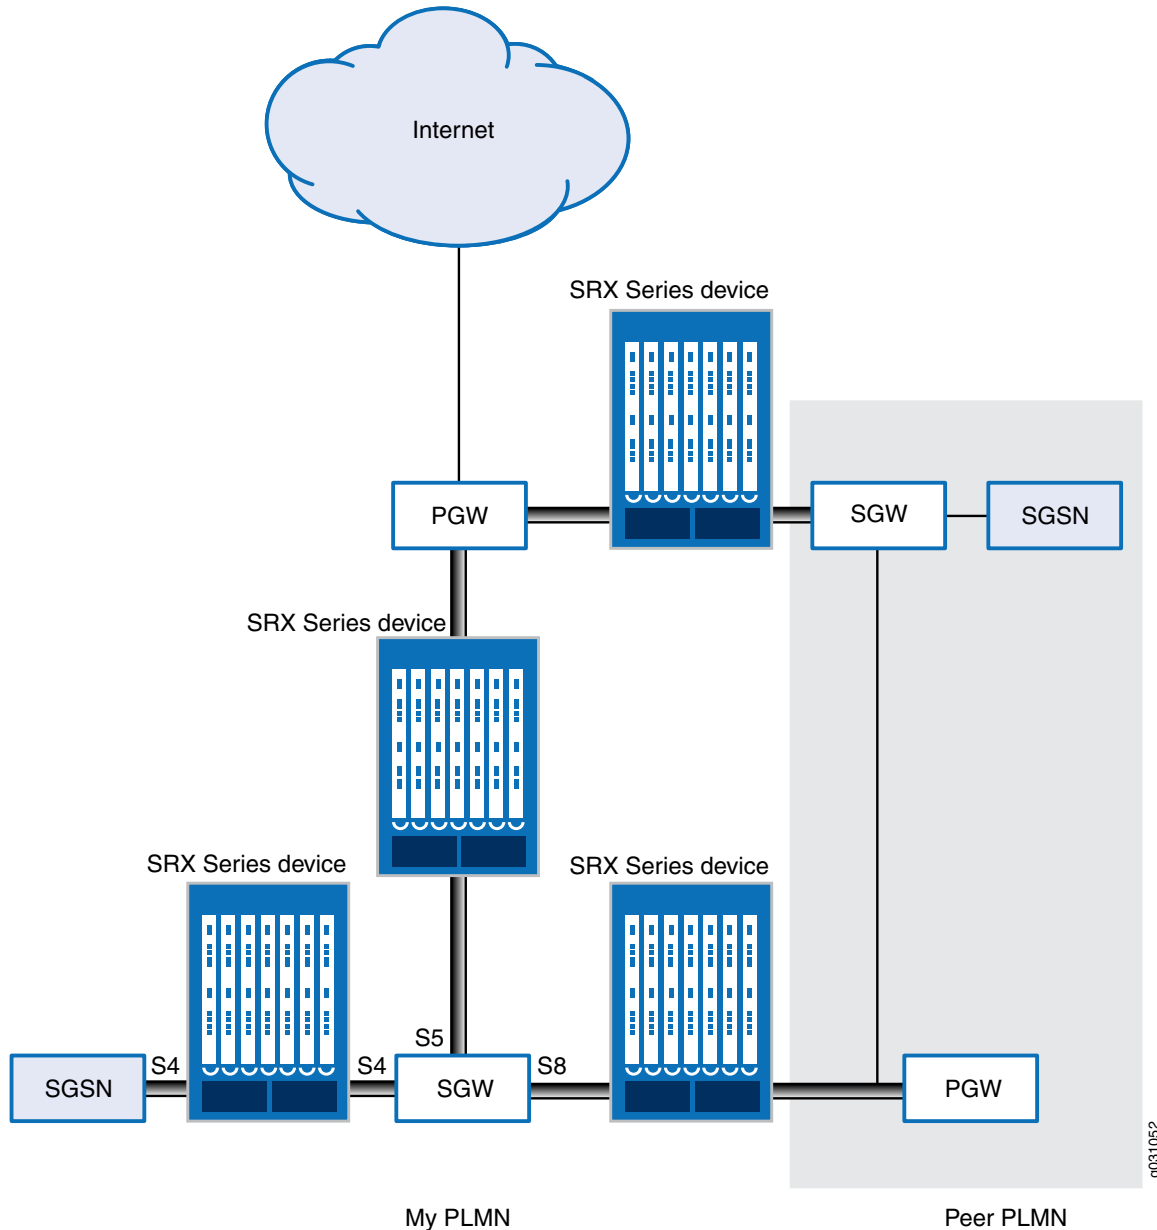 Internet
SRX Series device
PGW
SGW
SGSN
SRX Series device
SRX Series device
SRX Series device
S5
S4
S4
S8
SGSN
SGW
PGW
g031052
My PLMN
Peer PLMN